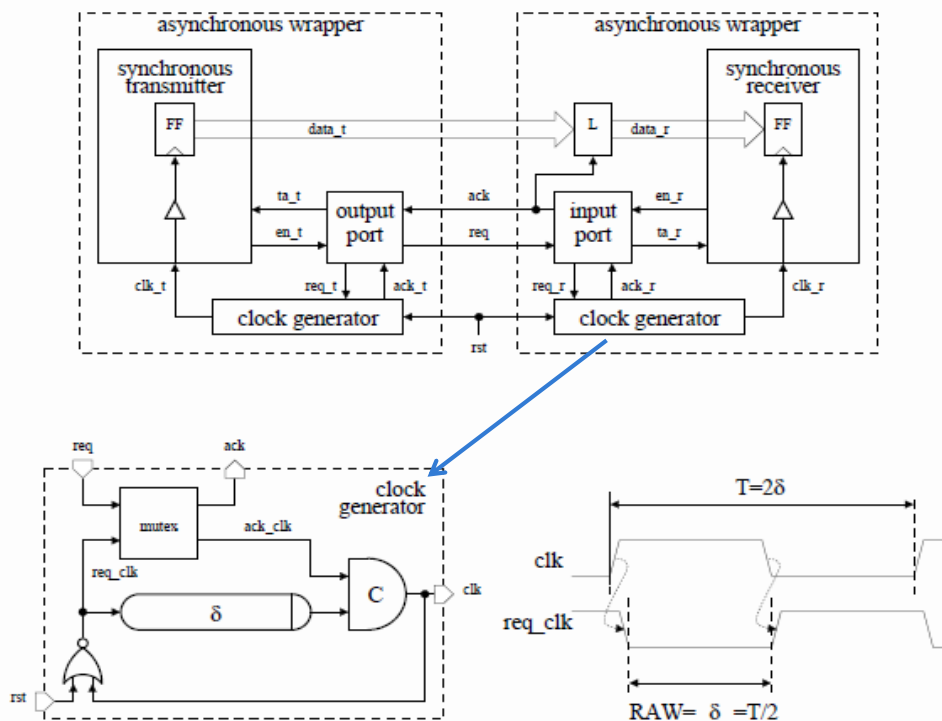 asynchronous wrapper
asynchronous wrapper
synchronous
transmitter
synchronous
receiver
FF
data_t
L
data_r
FF
ta_t
en_t
output
port
ack
req
input
port
en_r
ta_r
clk_t
req_t
ack_t
req_r
ack_r
clk_r
clock generator
rst
clock generator
req
ack
clock
generator
mutex
ack_clk
req_clk
δ
C
clk
rst
T=2δ
clk
req_clk
RAW= δ =T/2